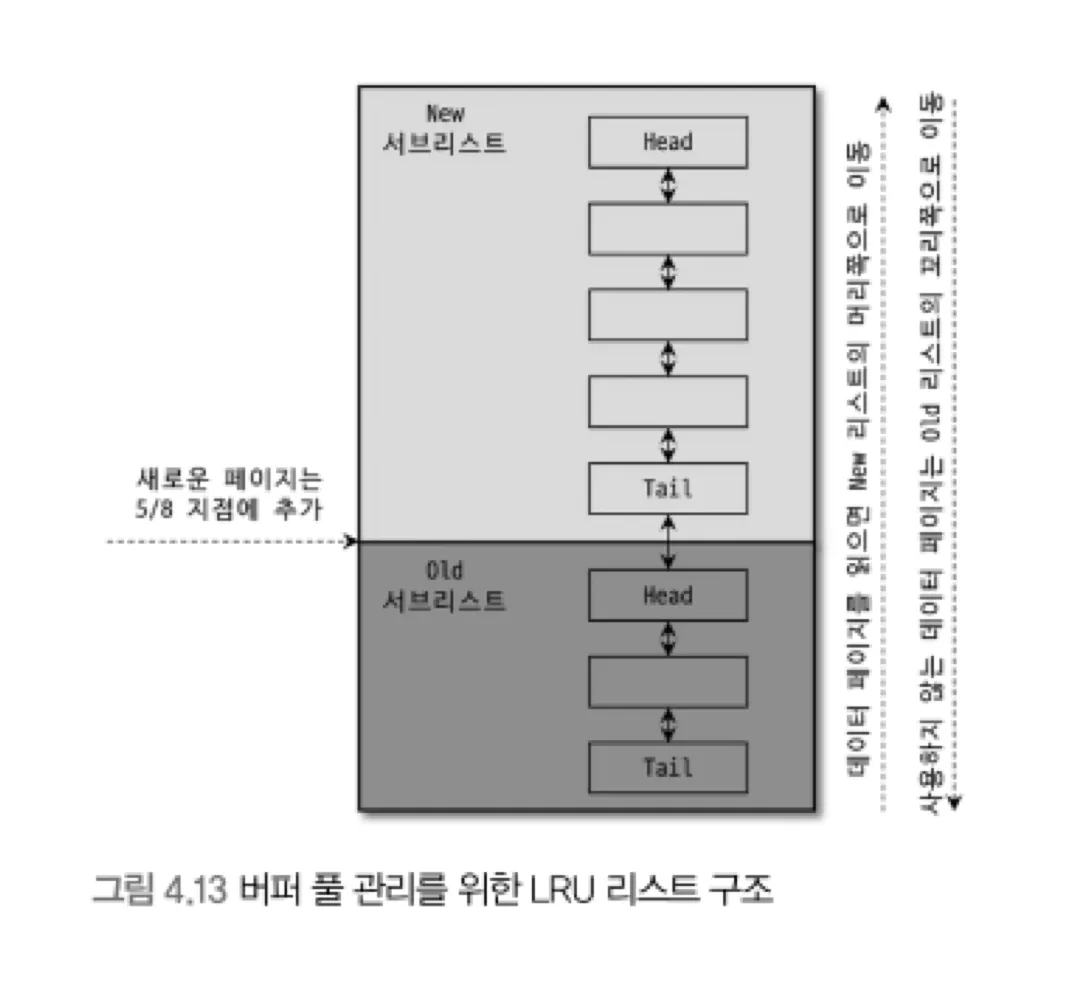 New
서브리스트
Head
Tail
새로운 페이지는
5/8 지점에 추가
Old
서브리스트
Head
Tail
데이터 페이지를 읽으면 New 리스트의 머리쪽으로 이동
사용하지 않는 데이터 페이지는 Old 리스트의 꼬리쪽으로 이동
그림 4.13 버퍼 풀 관리를 위한 LRU 리스트 구조